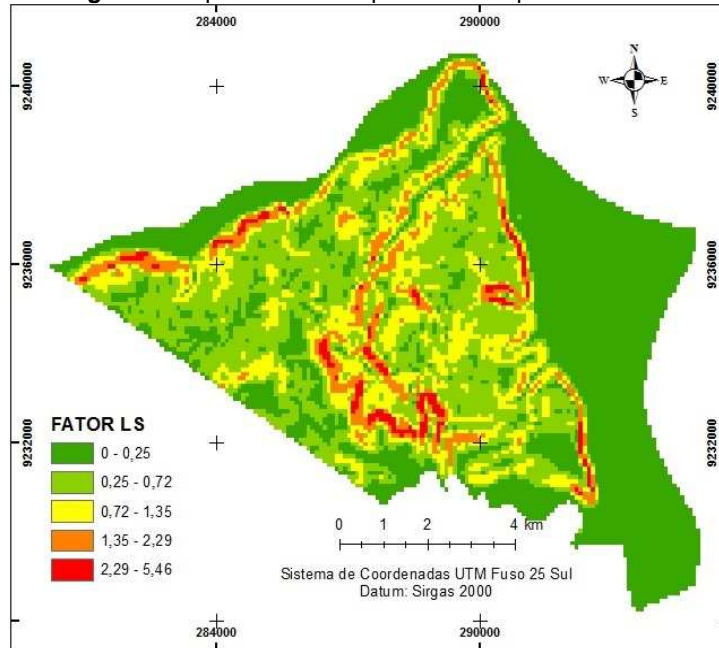 284000 290000
N
W E
S
9240000 9240000
9236000 9236000
9232000 9232000
FATOR LS
0 - 0,25
0,25 - 0,72
0,72 - 1,35
1,35 - 2,29
2,29 - 5,46
0 1 2 4 km
Sistema de Coordenadas UTM Fuso 25 Sul
Datum: Sirgas 2000
284000 290000